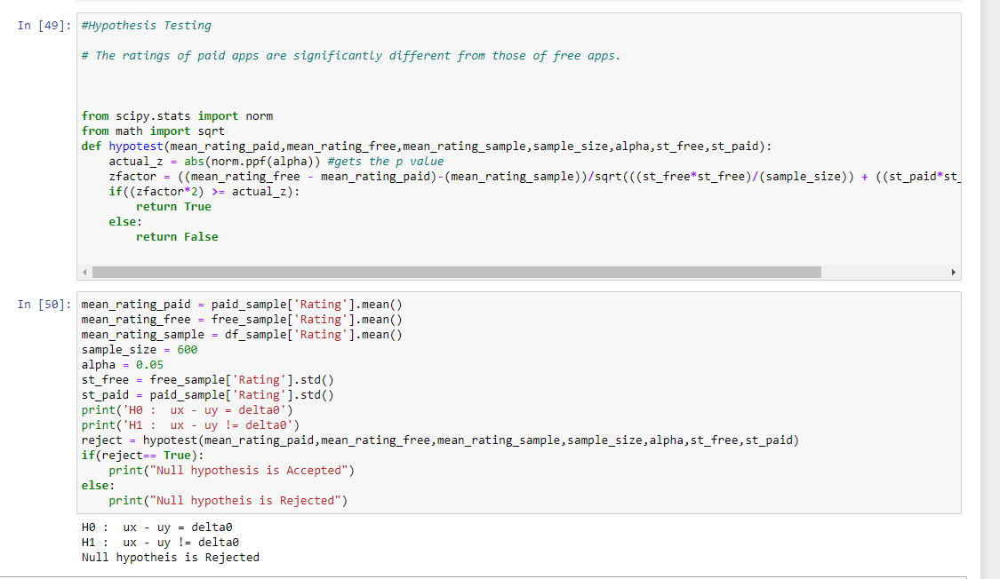 In [49]: #Hypothesis Testing
# The ratings of paid apps are significantly different from those of free apps.
from scipy.stats import norm
from math import sqrt
def hypotest(mean_rating_paid,mean_rating_free,mean_rating_sample,sample_size,alpha,st_free,st_paid):
    actual_z = abs(norm.ppf(alpha)) #gets the p value
    zfactor = ((mean_rating_free - mean_rating_paid)-(mean_rating_sample))/sqrt(((st_free*st_free)/(sample_size)) + ((st_paid*st_
    if((zfactor*2) >= actual_z):
        return True
    else:
        return False
In [50]: mean_rating_paid = paid_sample['Rating'].mean()
mean_rating_free = free_sample['Rating'].mean()
mean_rating_sample = df_sample['Rating'].mean()
sample_size = 600
alpha = 0.05
st_free = free_sample['Rating'].std()
st_paid = paid_sample['Rating'].std()
print('H0 :  ux - uy = delta0')
print('H1 :  ux - uy != delta0')
reject = hypotest(mean_rating_paid,mean_rating_free,mean_rating_sample,sample_size,alpha,st_free,st_paid)
if(reject== True):
    print("Null hypothesis is Accepted")
else:
    print("Null hypotheis is Rejected")
H0 :  ux - uy = delta0
H1 :  ux - uy != delta0
Null hypotheis is Rejected